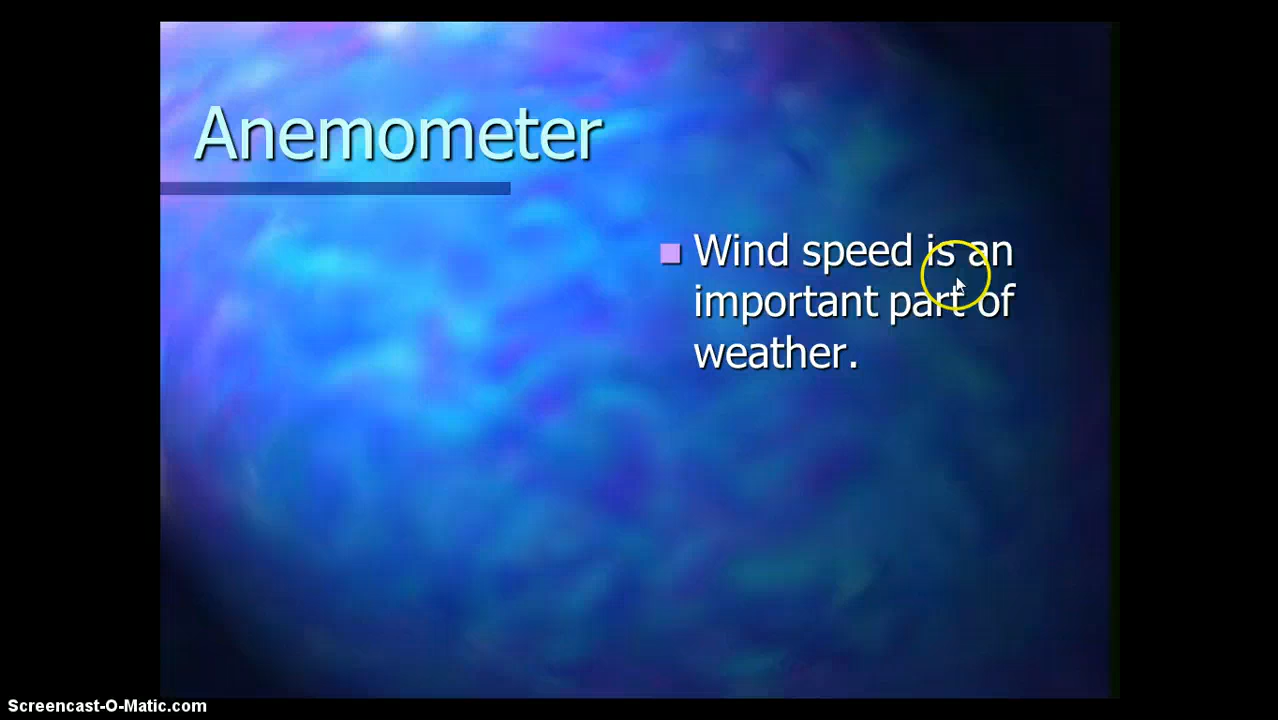 Anemometer
Wind speed is an
important part of
weather.
Screencast-O-Matic.com